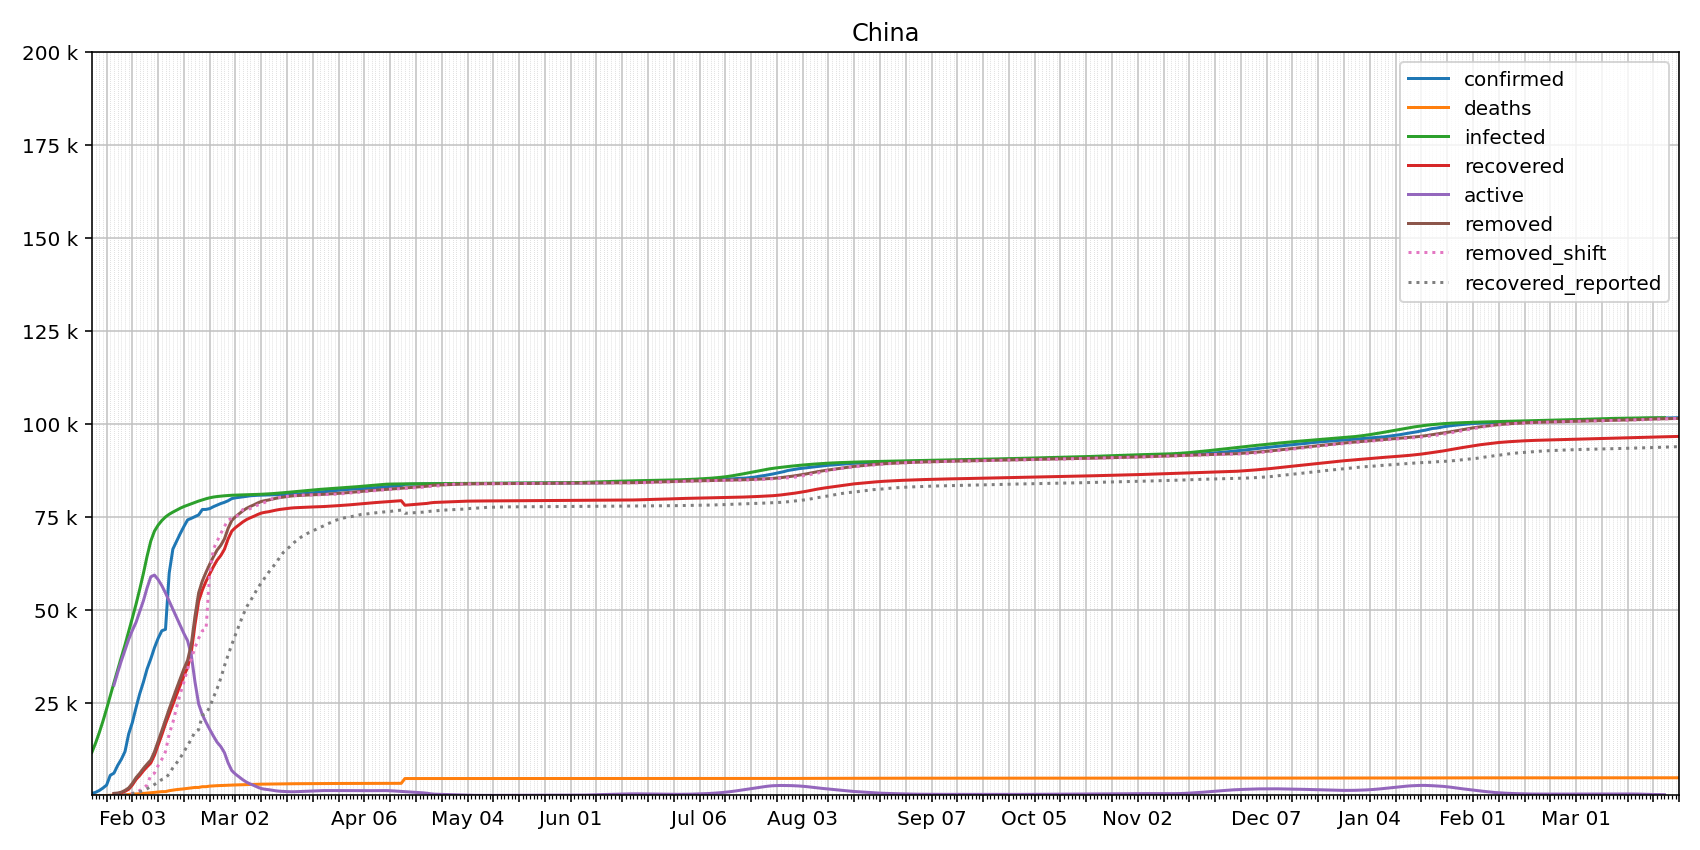 China
200 k
175 k
150 k
125 k
100 k
75 k
50 k
25 k
confirmed
deaths
infected
recovered
active
removed
removed_shift
recovered_reported
Feb 03 Mar 02 Apr 06 May 04 Jun 01 Jul 06 Aug 03 Sep 07 Oct 05 Nov 02 Dec 07 Jan 04 Feb 01 Mar 01